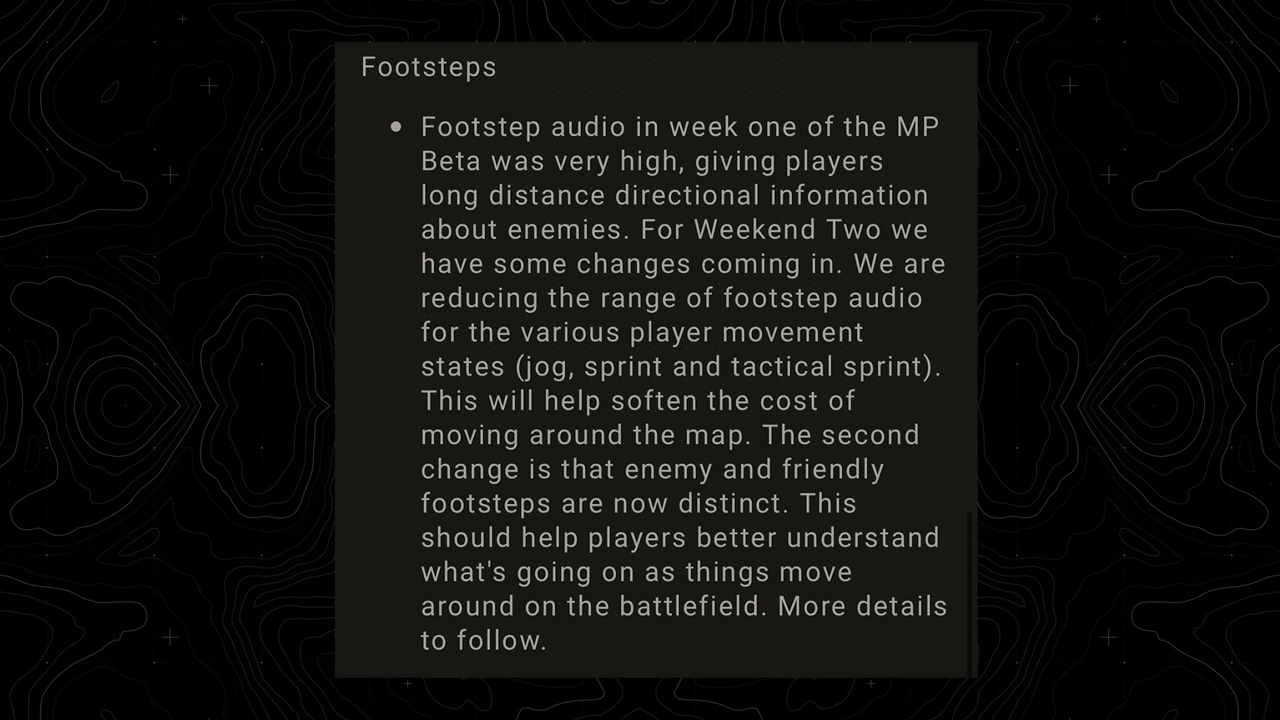 Footsteps
• Footstep audio in week one of the MP
Beta was very high, giving players
long distance directional information
about enemies. For Weekend Two we
have some changes coming in. We are
reducing the range of footstep audio
for the various player movement
states (jog, sprint and tactical sprint).
This will help soften the cost of
moving around the map. The second
change is that enemy and friendly
footsteps are now distinct. This
should help players better understand
what's going on as things move
around on the battlefield. More details
to follow.